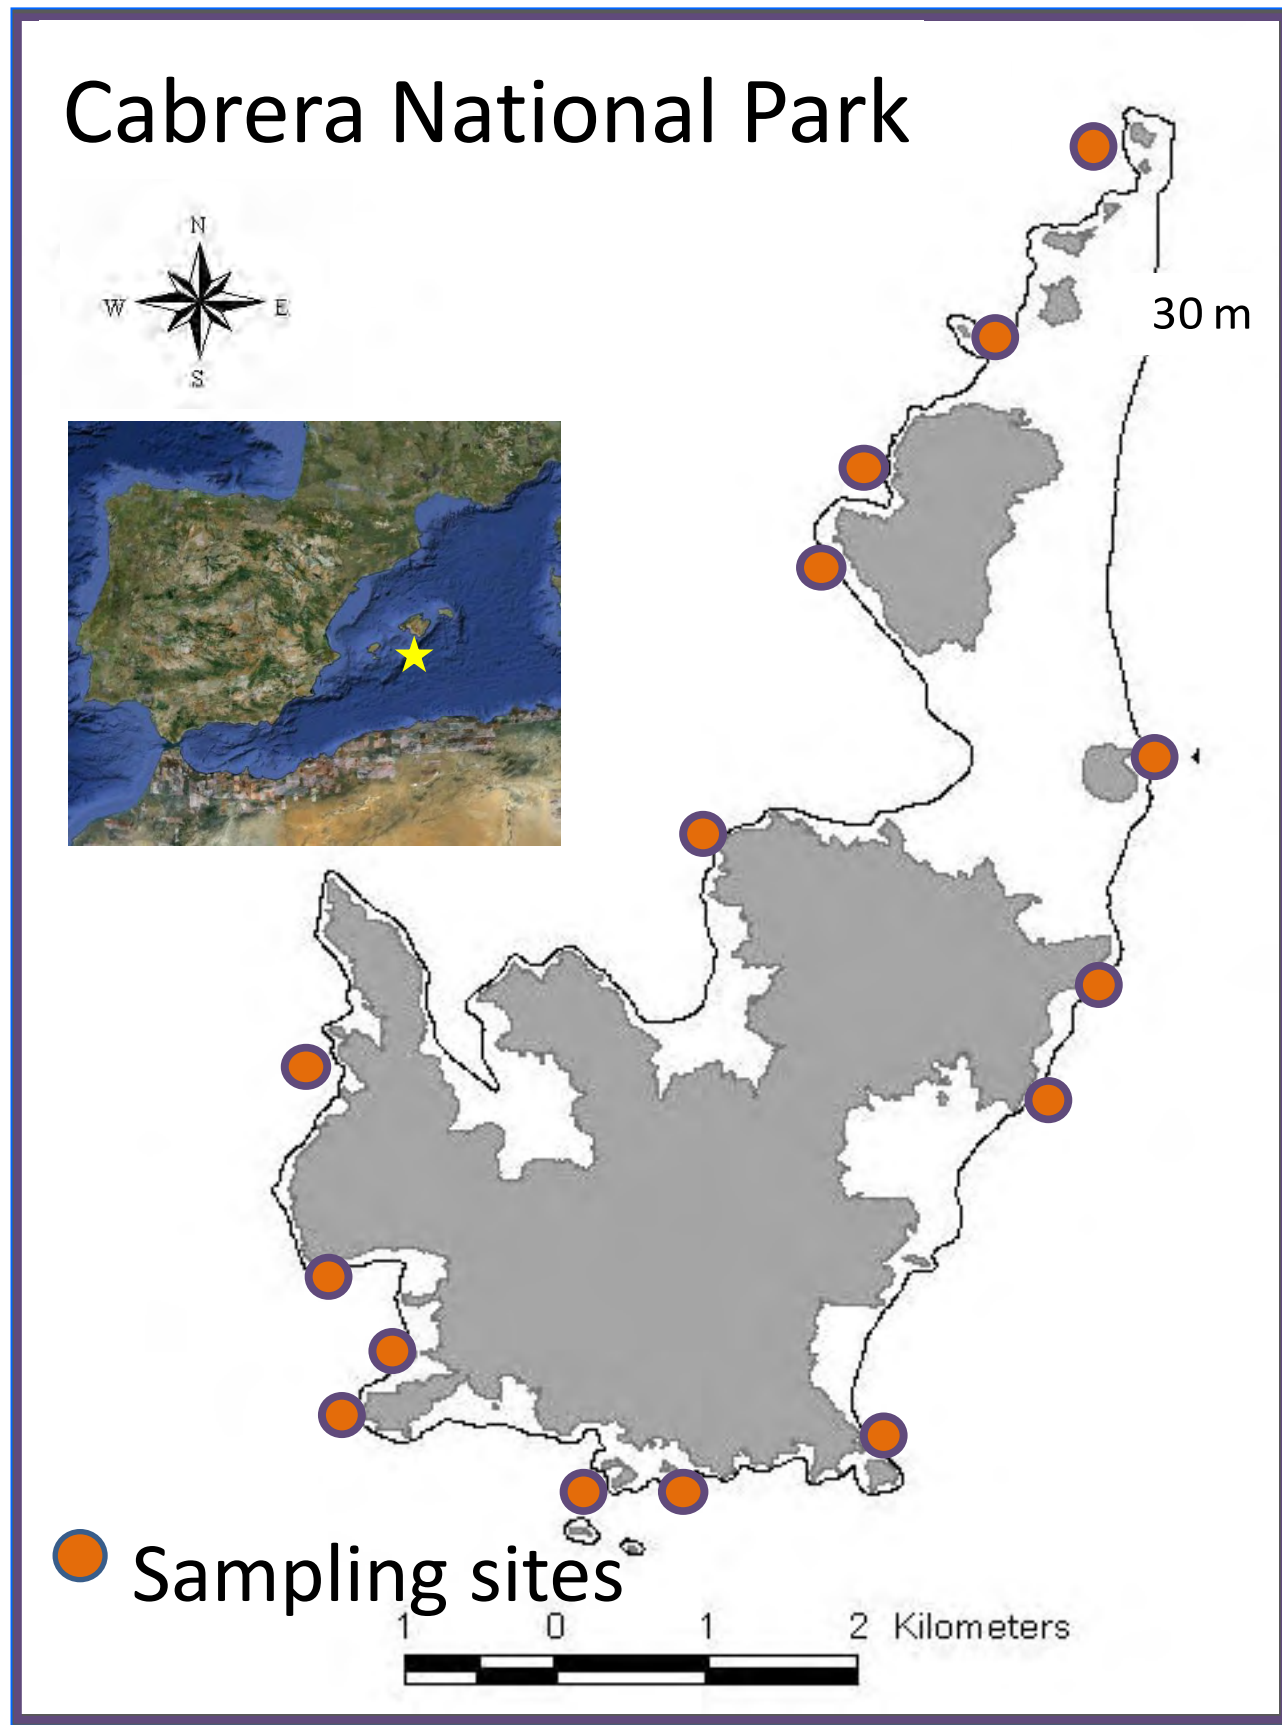 Cabrera National Park
N
W E
S
30 m
Sampling sites
1 0 1 2 Kilometers